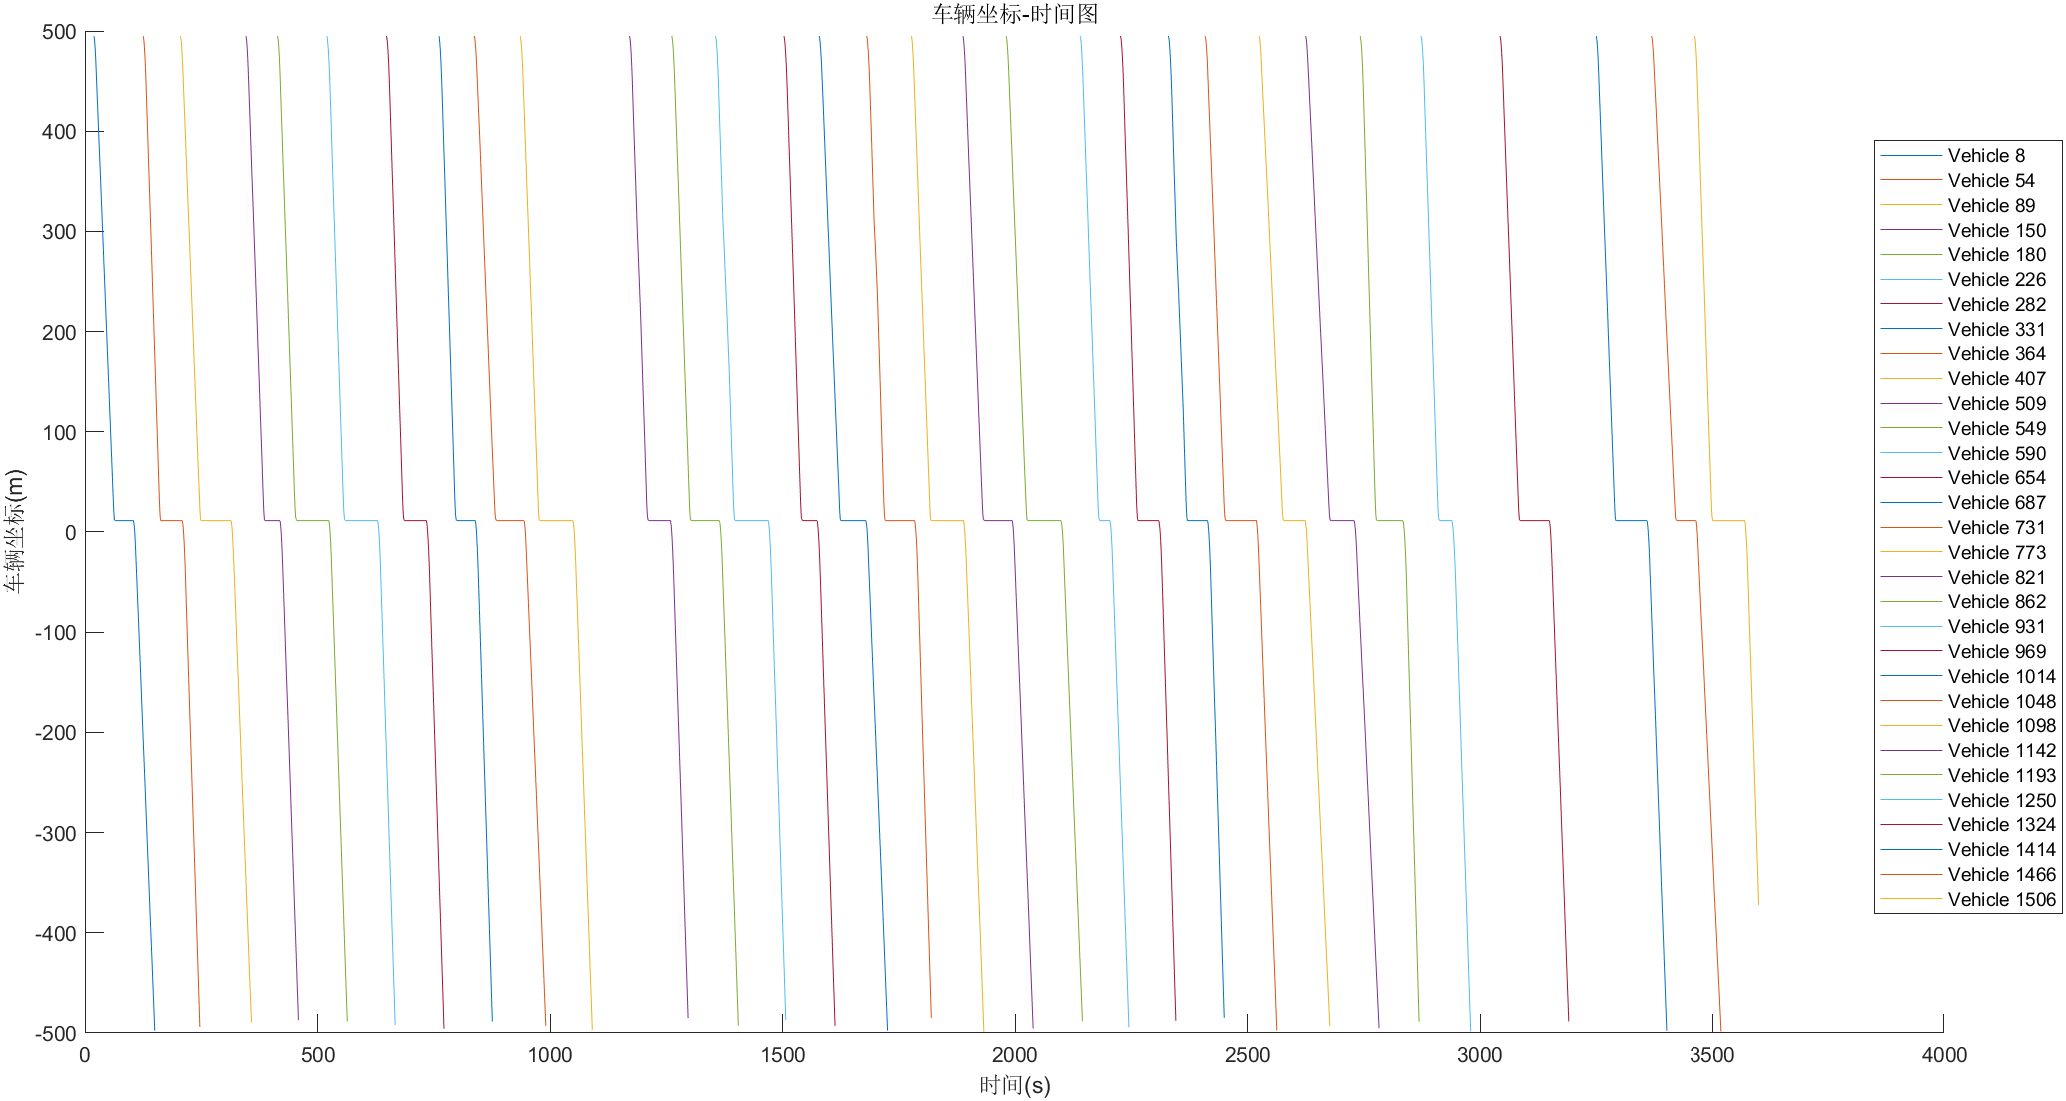 车辆坐标-时间图
500
400
300
200
100
0
-100
-200
-300
-400
-500
车辆坐标(m)
0
500
1000
1500
2000
2500
3000
3500
4000
时间(s)
Vehicle 8
Vehicle 54
Vehicle 89
Vehicle 150
Vehicle 180
Vehicle 226
Vehicle 282
Vehicle 331
Vehicle 364
Vehicle 407
Vehicle 509
Vehicle 549
Vehicle 590
Vehicle 654
Vehicle 687
Vehicle 731
Vehicle 773
Vehicle 821
Vehicle 862
Vehicle 931
Vehicle 969
Vehicle 1014
Vehicle 1048
Vehicle 1098
Vehicle 1142
Vehicle 1193
Vehicle 1250
Vehicle 1324
Vehicle 1414
Vehicle 1466
Vehicle 1506